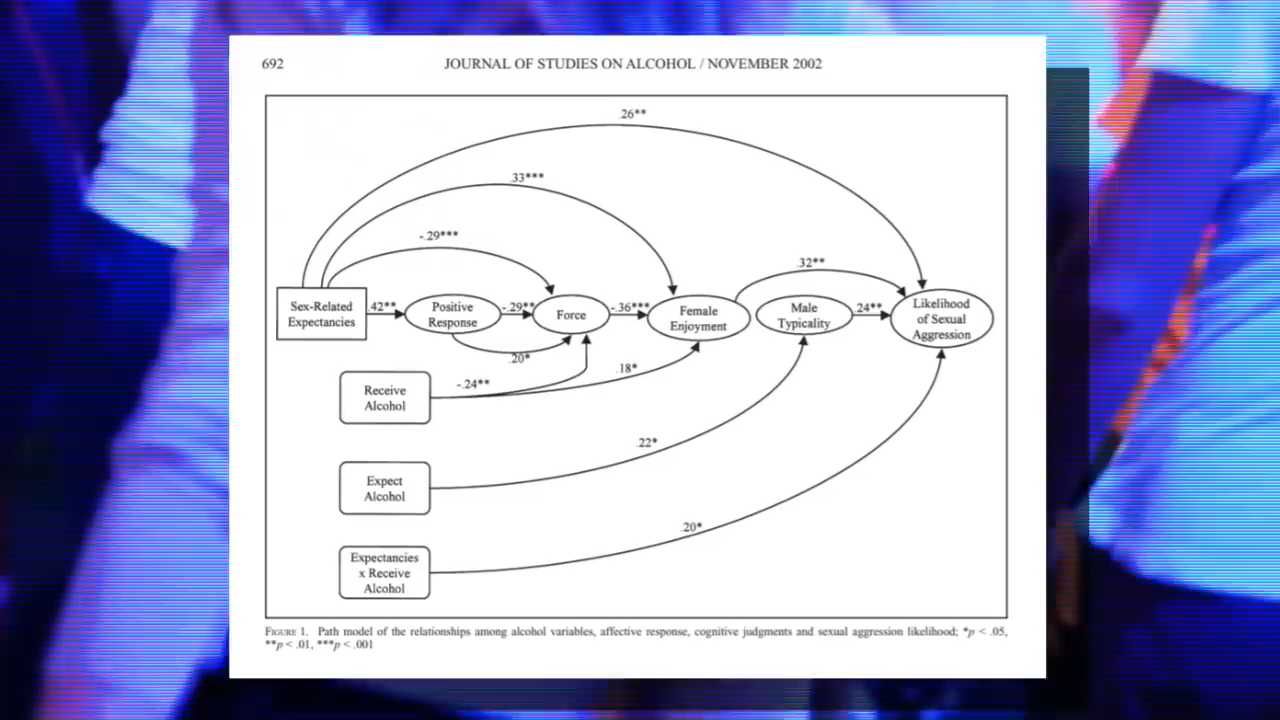 692
JOURNAL OF STUDIES ON ALCOHOL / NOVEMBER 2002
.26**
.33***
-.29***
.32**
Sex-Related
Expectancies
.42**
Positive
Response
-.29**
Force
-.36***
Female
Enjoyment
Male
Typicality
.24**
Likelihood
of Sexual
Aggression
.20*
Receive
Alcohol
-.24**
.18*
Expect
Alcohol
.22*
Expectancies
x Receive
Alcohol
.20*
FIGURE 1. Path model of the relationships among alcohol variables, affective response, cognitive judgments and sexual aggression likelihood; *p < .05,
**p < .01, ***p < .001